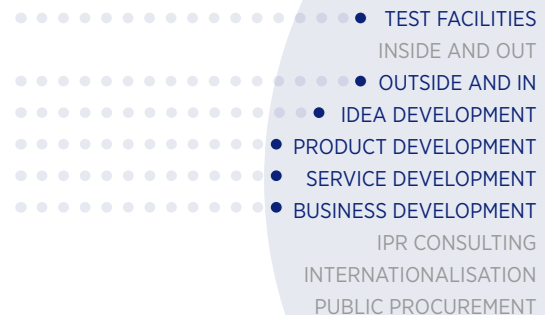 TEST FACILITIES
INSIDE AND OUT
OUTSIDE AND IN
IDEA DEVELOPMENT
PRODUCT DEVELOPMENT
SERVICE DEVELOPMENT
BUSINESS DEVELOPMENT
IPR CONSULTING
INTERNATIONALISATION
PUBLIC PROCUREMENT